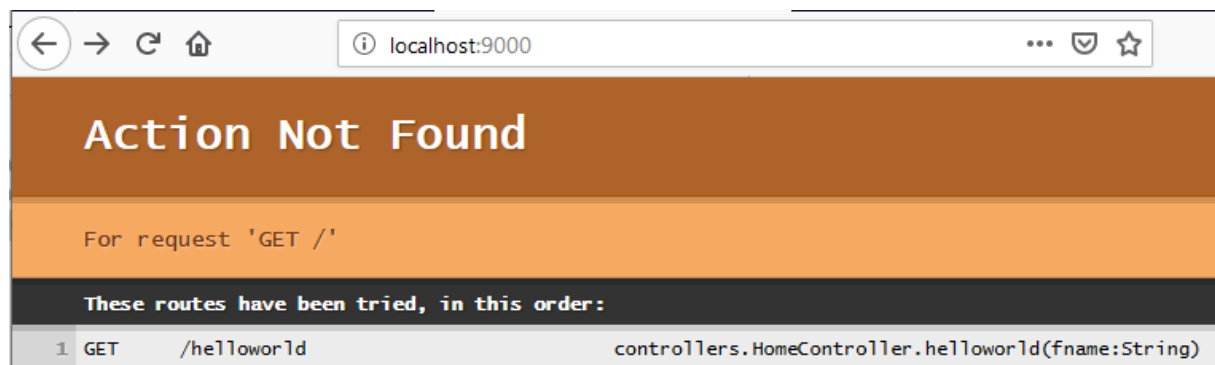 localhost:9000
Action Not Found
For request 'GET /'
These routes have been tried, in this order:
1 GET /helloworld controllers.HomeController.helloworld(fname:String)